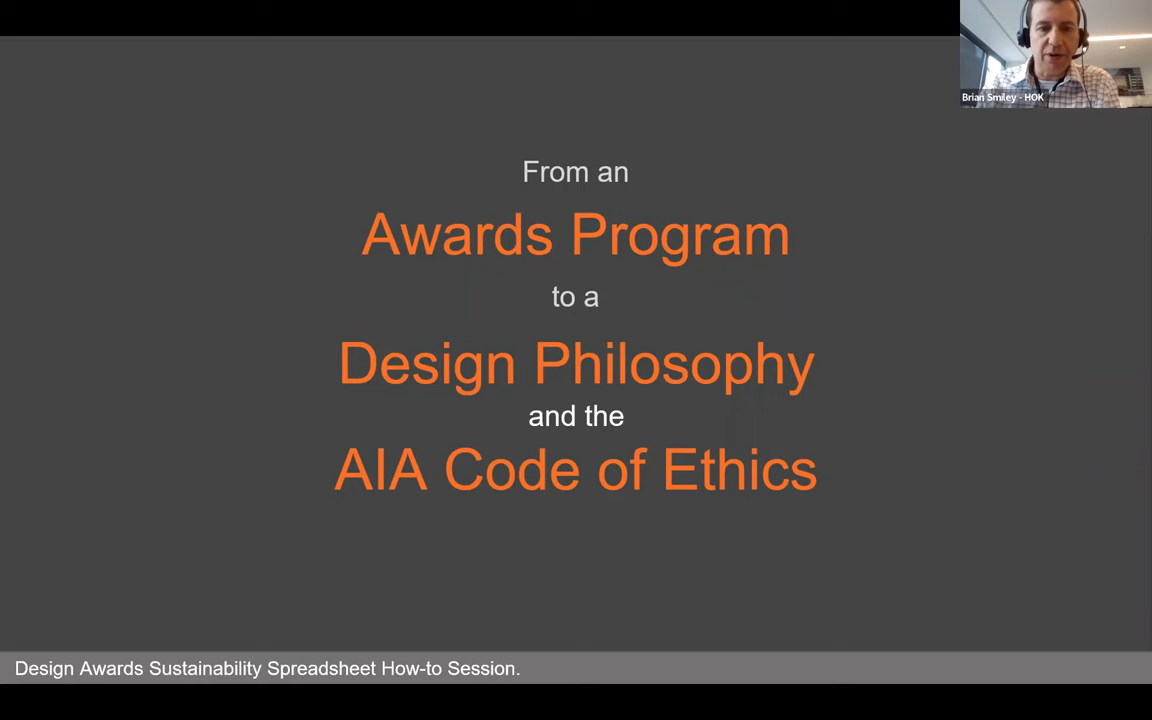 Brian Smiley - HOK
From an
Awards Program
to a
Design Philosophy
and the
AIA Code of Ethics
Design Awards Sustainability Spreadsheet How-to Session.